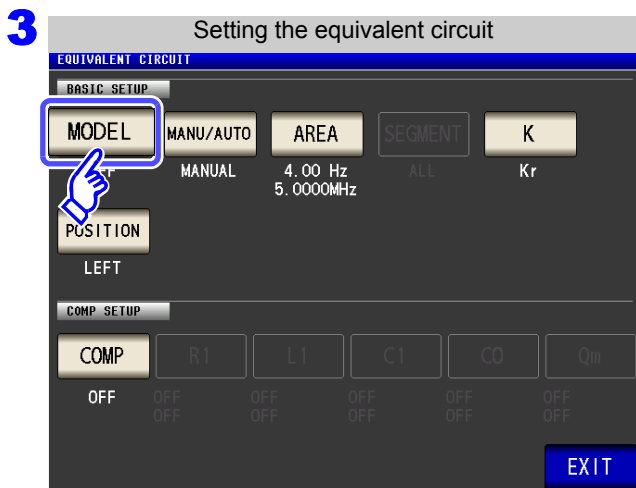 3
Setting the equivalent circuit
EQUIVALENT CIRCUIT
BASIC SETUP
MODEL MANU/AUTO AREA SEGMENT K
MANUAL 4.00 Hz ALL Kr
5.0000MHz
POSITION
LEFT
COMP SETUP
COMP R1 L1 C1 C0 Qm
OFF OFF OFF OFF OFF OFF
OFF OFF OFF OFF OFF
EXIT